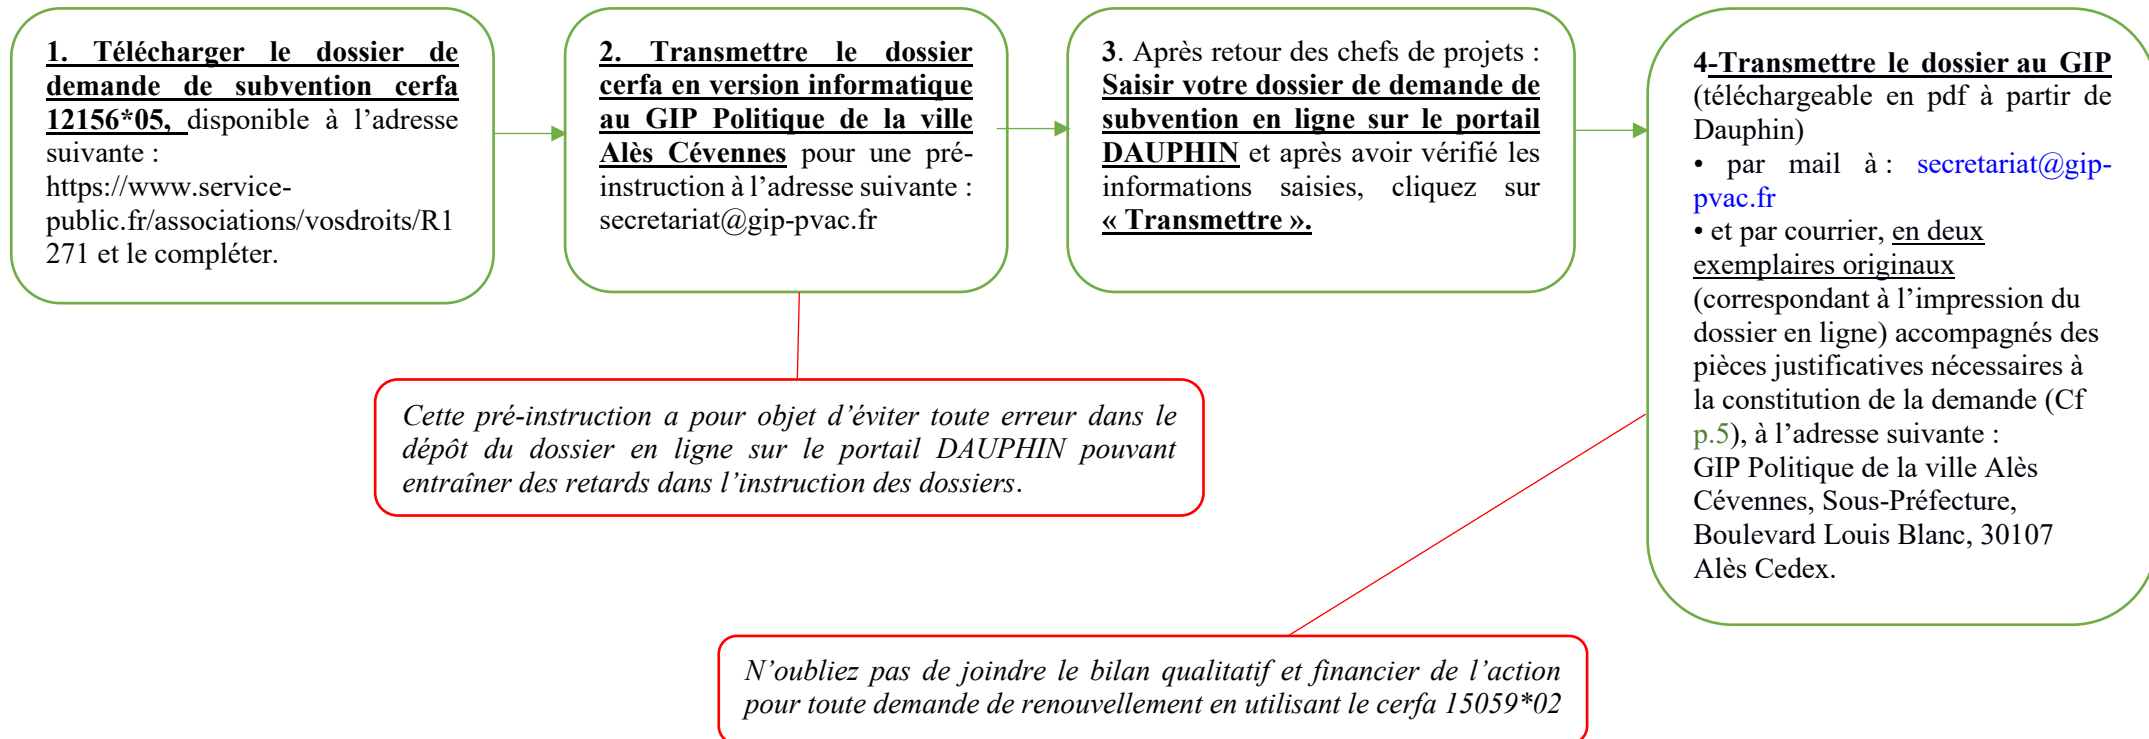 1. Télécharger le dossier de
demande de subvention cerfa
12156*05, disponible à l’adresse
suivante :
https://www.service-
public.fr/associations/vosdroits/R1
271 et le compléter.
2. Transmettre le dossier
cerfa en version informatique
au GIP Politique de la ville
Alès Cévennes pour une pré-
instruction à l’adresse suivante :
secretariat@gip-pvac.fr
3. Après retour des chefs de projets :
Saisir votre dossier de demande de
subvention en ligne sur le portail
DAUPHIN et après avoir vérifié les
informations saisies, cliquez sur
« Transmettre ».
4-Transmettre le dossier au GIP
(téléchargeable en pdf à partir de
Dauphin)
• par mail à : secretariat@gip-
pvac.fr
• et par courrier, en deux
exemplaires originaux
(correspondant à l’impression du
dossier en ligne) accompagnés des
pièces justificatives nécessaires à
la constitution de la demande (Cf
p.5), à l’adresse suivante :
GIP Politique de la ville Alès
Cévennes, Sous-Préfecture,
Boulevard Louis Blanc, 30107
Alès Cedex.
Cette pré-instruction a pour objet d’éviter toute erreur dans le
dépôt du dossier en ligne sur le portail DAUPHIN pouvant
entraîner des retards dans l’instruction des dossiers.
N’oubliez pas de joindre le bilan qualitatif et financier de l’action
pour toute demande de renouvellement en utilisant le cerfa 15059*02